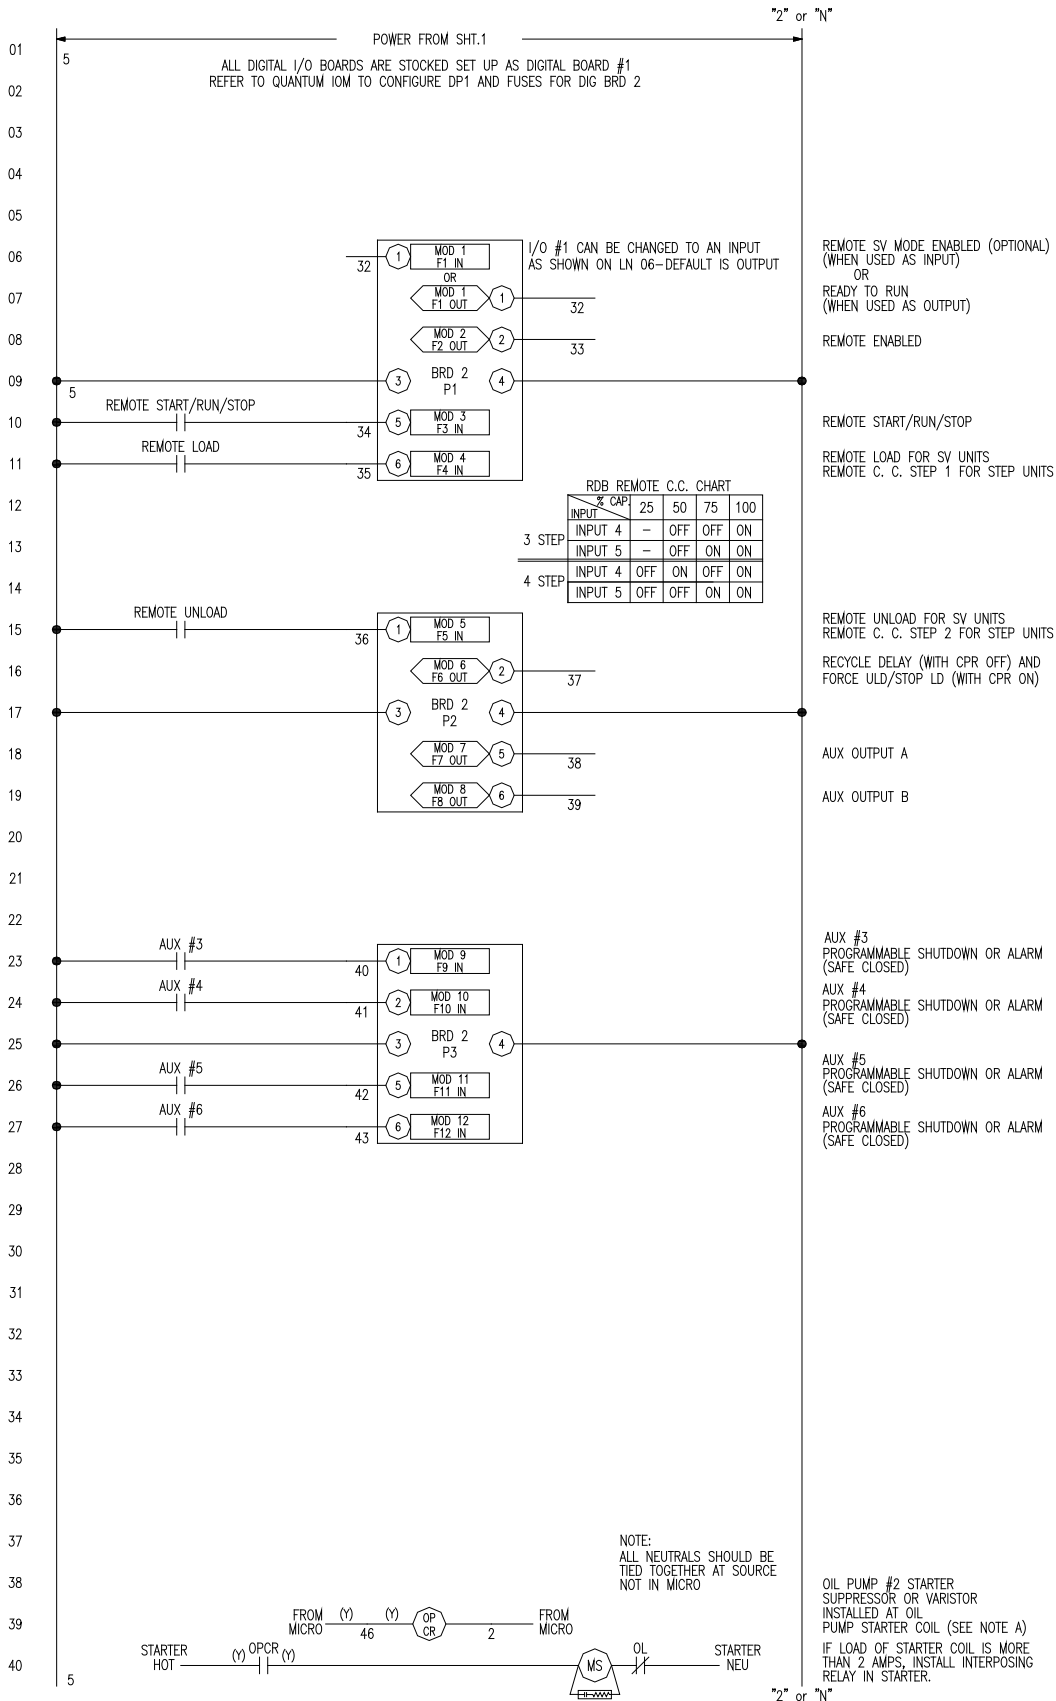 "2" or "N"
01
POWER FROM SHT.1
5
ALL DIGITAL I/O BOARDS ARE STOCKED SET UP AS DIGITAL BOARD #1
02
REFER TO QUANTUM IOM TO CONFIGURE DP1 AND FUSES FOR DIG BRD 2
03
04
05
06
32
1
MOD 1
F1 IN
I/O #1 CAN BE CHANGED TO AN INPUT
AS SHOWN ON LN 06-DEFAULT IS OUTPUT
REMOTE SV MODE ENABLED (OPTIONAL)
(WHEN USED AS INPUT)
OR
OR
07
MOD 1
F1 OUT
1
32
READY TO RUN
(WHEN USED AS OUTPUT)
08
MOD 2
F2 OUT
2
33
REMOTE ENABLED
09
5
3
BRD 2
P1
4
REMOTE START/RUN/STOP
10
34
5
MOD 3
F3 IN
REMOTE START/RUN/STOP
REMOTE LOAD
11
35
6
MOD 4
F4 IN
REMOTE LOAD FOR SV UNITS
REMOTE C. C. STEP 1 FOR STEP UNITS
RDB REMOTE C.C. CHART
12
% CAP.
INPUT
25 50 75 100
3 STEP
INPUT 4 - OFF OFF ON
13
INPUT 5 - OFF ON ON
4 STEP
INPUT 4 OFF ON OFF ON
14
INPUT 5 OFF OFF ON ON
REMOTE UNLOAD
15
36
1
MOD 5
F5 IN
REMOTE UNLOAD FOR SV UNITS
REMOTE C. C. STEP 2 FOR STEP UNITS
16
MOD 6
F6 OUT
2
37
RECYCLE DELAY (WITH CPR OFF) AND
FORCE ULD/STOP LD (WITH CPR ON)
17
3
BRD 2
P2
4
18
MOD 7
F7 OUT
5
38
AUX OUTPUT A
19
MOD 8
F8 OUT
6
39
AUX OUTPUT B
20
21
22
AUX #3
23
40
1
MOD 9
F9 IN
AUX #3
PROGRAMMABLE SHUTDOWN OR ALARM
(SAFE CLOSED)
AUX #4
24
41
2
MOD 10
F10 IN
AUX #4
PROGRAMMABLE SHUTDOWN OR ALARM
(SAFE CLOSED)
25
3
BRD 2
P3
4
AUX #5
26
42
5
MOD 11
F11 IN
AUX #5
PROGRAMMABLE SHUTDOWN OR ALARM
(SAFE CLOSED)
AUX #6
27
43
6
MOD 12
F12 IN
AUX #6
PROGRAMMABLE SHUTDOWN OR ALARM
(SAFE CLOSED)
28
29
30
31
32
33
34
35
36
37
NOTE:
ALL NEUTRALS SHOULD BE
TIED TOGETHER AT SOURCE
NOT IN MICRO
38
OIL PUMP #2 STARTER
SUPPRESSOR OR VARISTOR
INSTALLED AT OIL
PUMP STARTER COIL (SEE NOTE A)
39
FROM
MICRO
(Y)
46
(Y)
OP
CR
2
FROM
MICRO
40
STARTER
HOT
(Y) OPCR (Y)
MS
OL
STARTER
NEU
IF LOAD OF STARTER COIL IS MORE
THAN 2 AMPS, INSTALL INTERPOSING
RELAY IN STARTER.
5
"2" or "N"